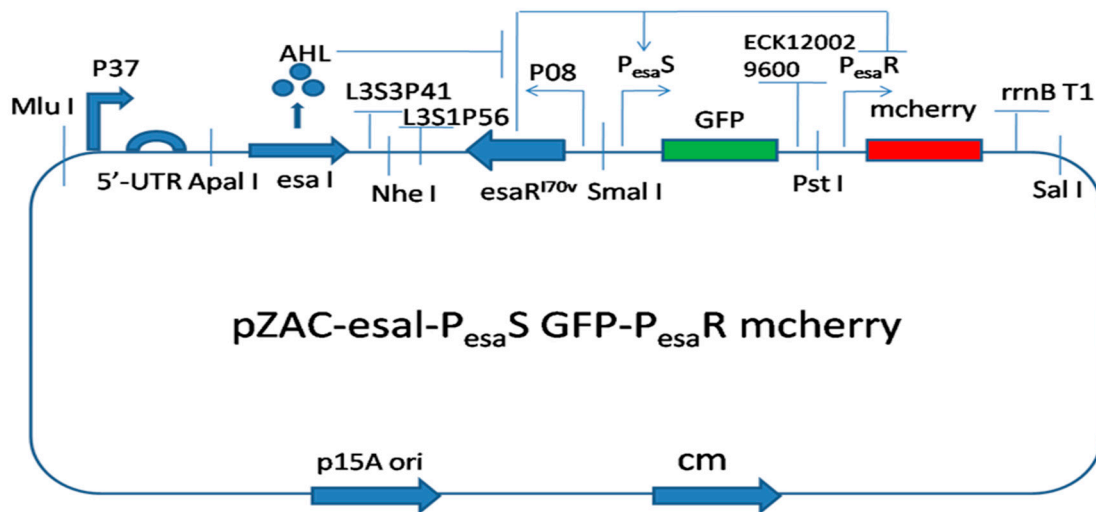 ECK12002
9600
AHL
P37
P08
PesaS
PesaR
Mlu I
L3S3P41
GFP
mcherry
rrnB T1
L3S1P56
5'-UTR
ApaI I
esa I
Nhe I
esaRI70v
SmaI I
Pst I
Sal I
pZAC-esaI-PesaS GFP-PesaR mcherry
p15A ori
cm